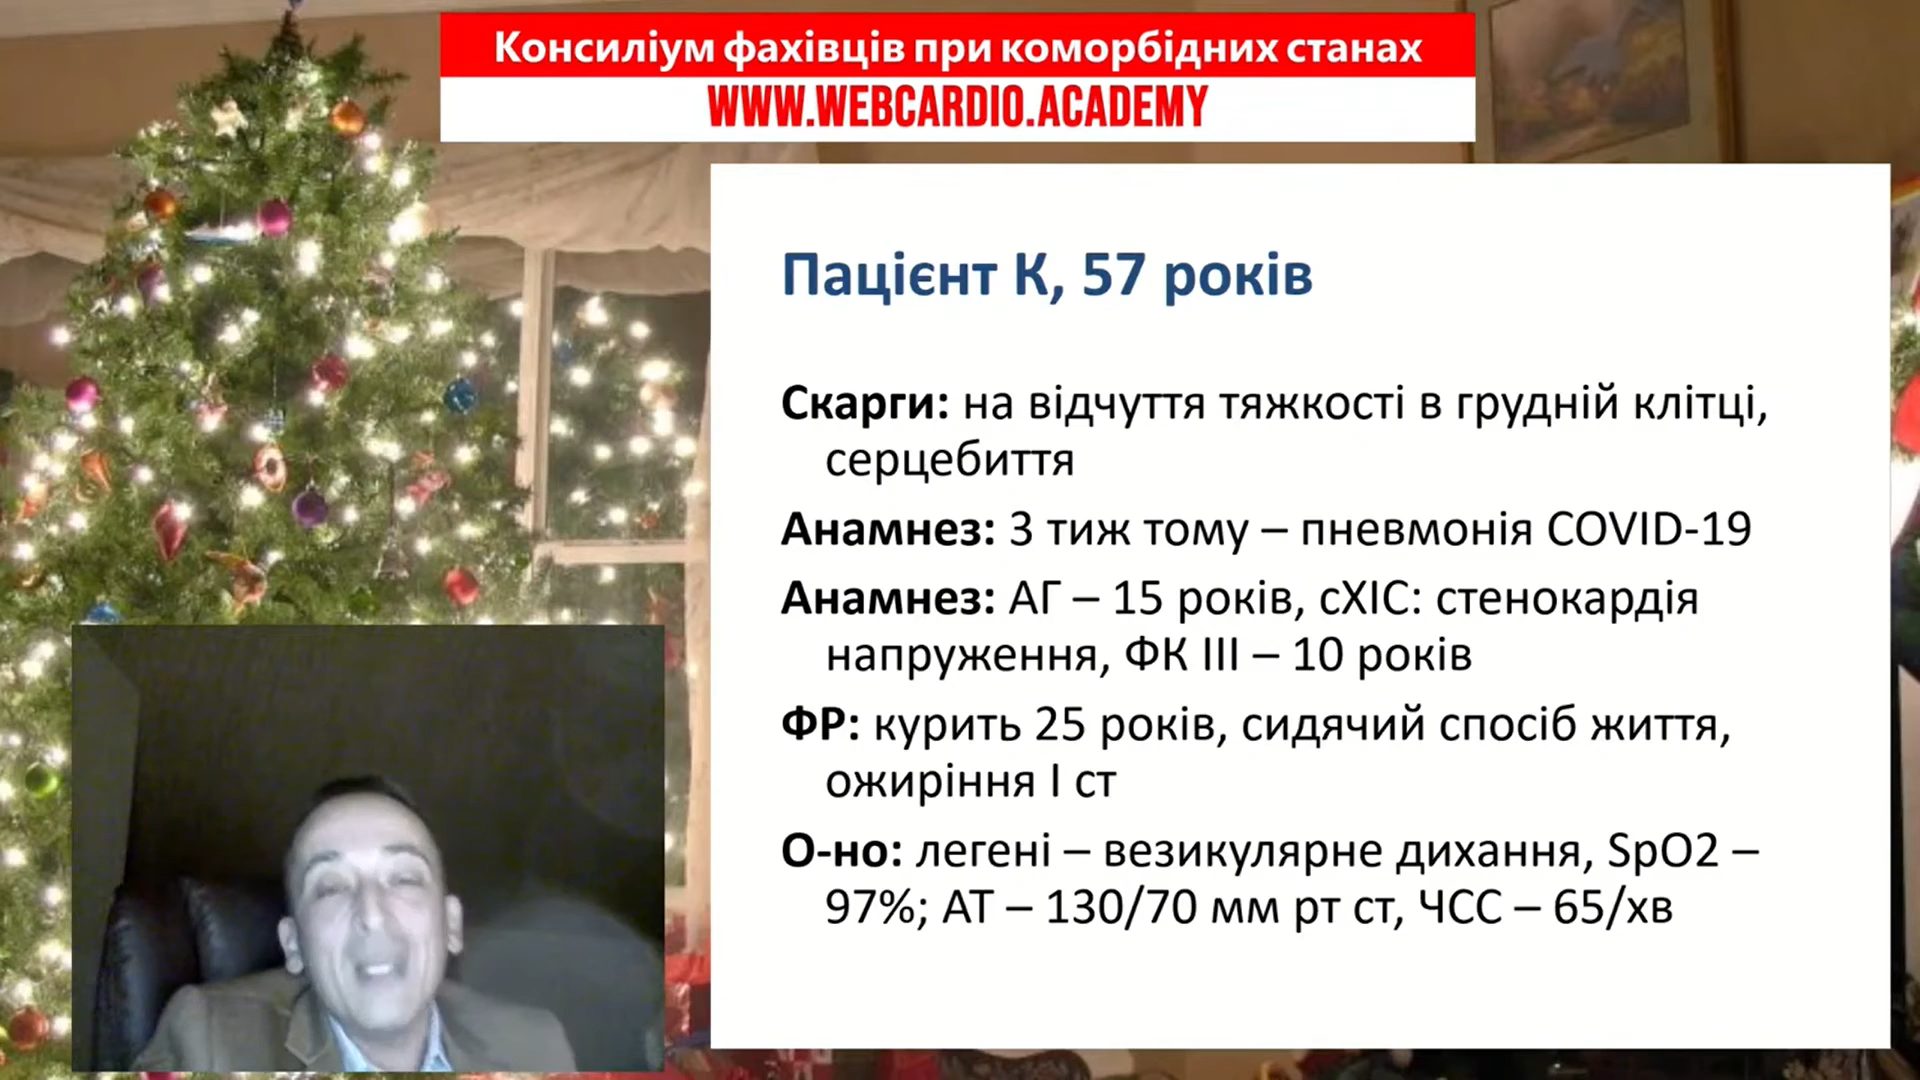 Консиліум фахівців при коморбідних станах
WWW.WEBCARDIO.ACADEMY
Пацієнт К, 57 років
Скарги: на відчуття тяжкості в грудній клітці,
серцебиття
Анамнез: 3 тиж тому – пневмонія COVID-19
Анамнез: АГ – 15 років, сХІС: стенокардія
напруження, ФК ІІІ – 10 років
ФР: курить 25 років, сидячий спосіб життя,
ожиріння І ст
О-но: легені – везикулярне дихання, SpO2 –
97%; АТ – 130/70 мм рт ст, ЧСС – 65/хв